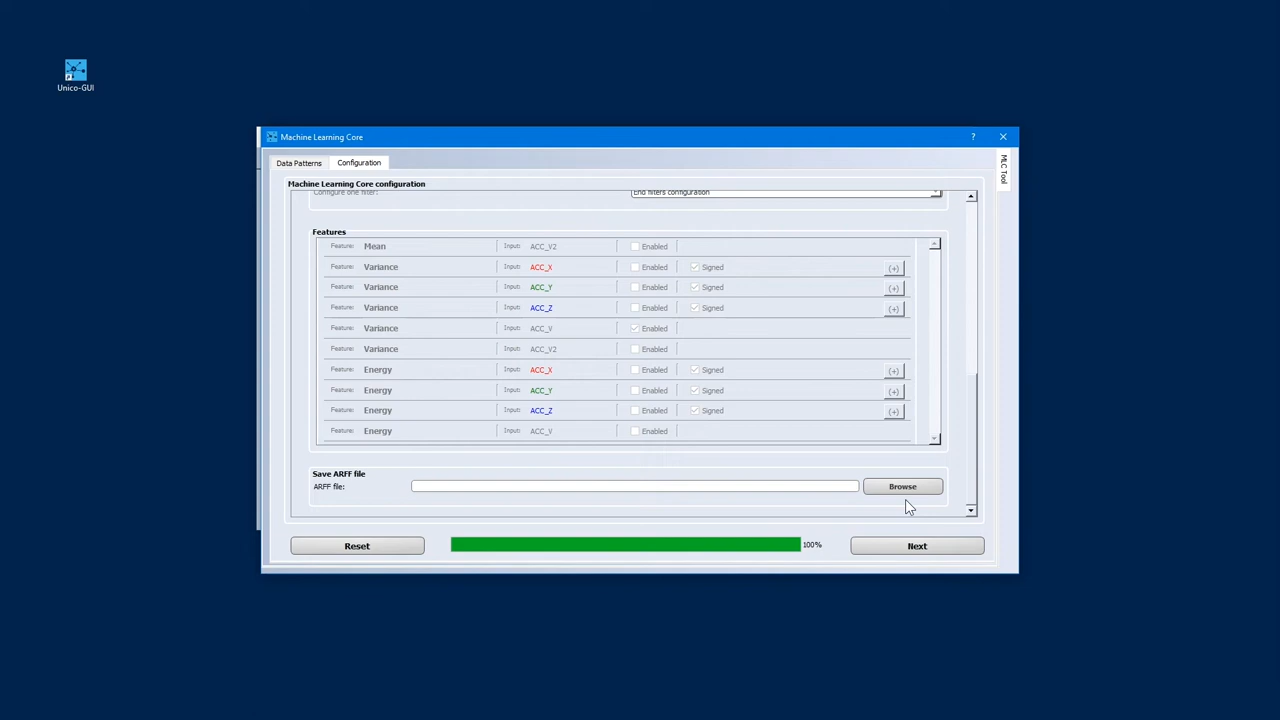 Unico-GUI
Machine Learning Core
?
Data Patterns
Configuration
MLC Tool
Machine Learning Core configuration
Configure one filter:
End filters configuration
Features
Feature: Mean Input: ACC_V2 Enabled
Feature: Variance Input: ACC_X Enabled Signed (+)
Feature: Variance Input: ACC_Y Enabled Signed (+)
Feature: Variance Input: ACC_Z Enabled Signed (+)
Feature: Variance Input: ACC_V Enabled
Feature: Variance Input: ACC_V2 Enabled
Feature: Energy Input: ACC_X Enabled Signed (+)
Feature: Energy Input: ACC_Y Enabled Signed (+)
Feature: Energy Input: ACC_Z Enabled Signed (+)
Feature: Energy Input: ACC_V Enabled
Save ARFF file
ARFF file:
Browse
Reset
100%
Next